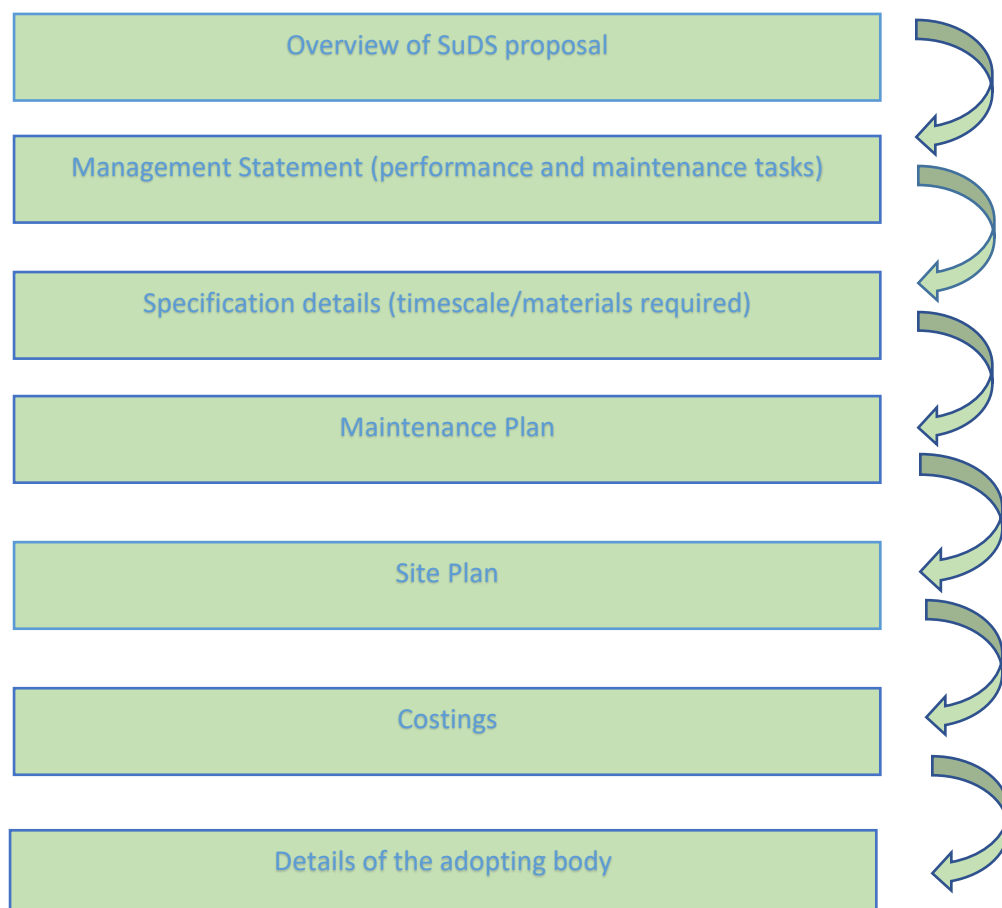 Overview of SuDS proposal
Management Statement (performance and maintenance tasks)
Specification details (timescale/materials required)
Maintenance Plan
Site Plan
Costings
Details of the adopting body